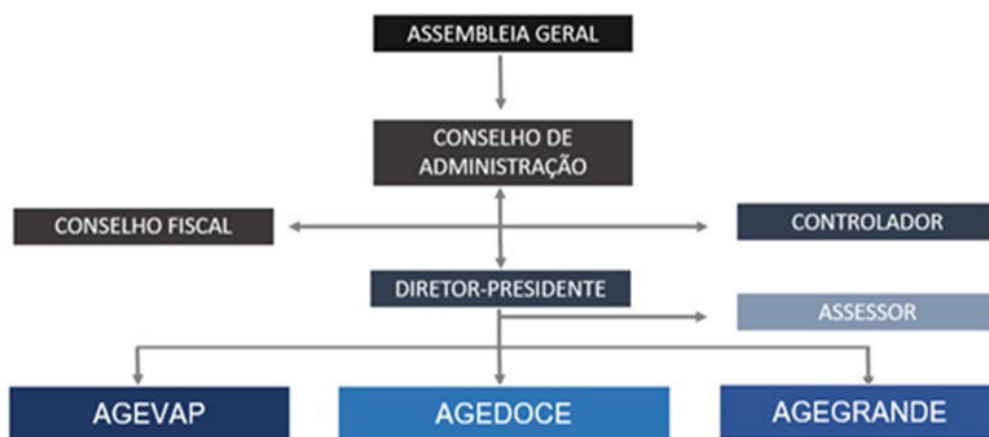 ASSEMBLEIA GERAL
CONSELHO DE
ADMINISTRAÇÃO
CONSELHO FISCAL
CONTROLADOR
DIRETOR-PRESIDENTE
ASSESSOR
AGEVAP
AGEDOCE
AGEGRANDE